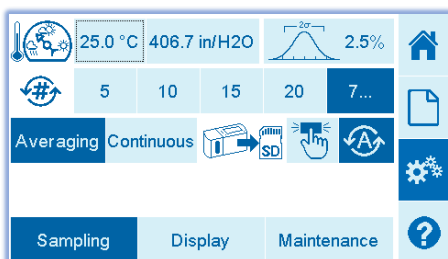 25.0 °C 406.7 in/H2O 2σ 2.5%
# 5 10 15 20 7...
Averaging Continuous SD A
Sampling Display Maintenance ?